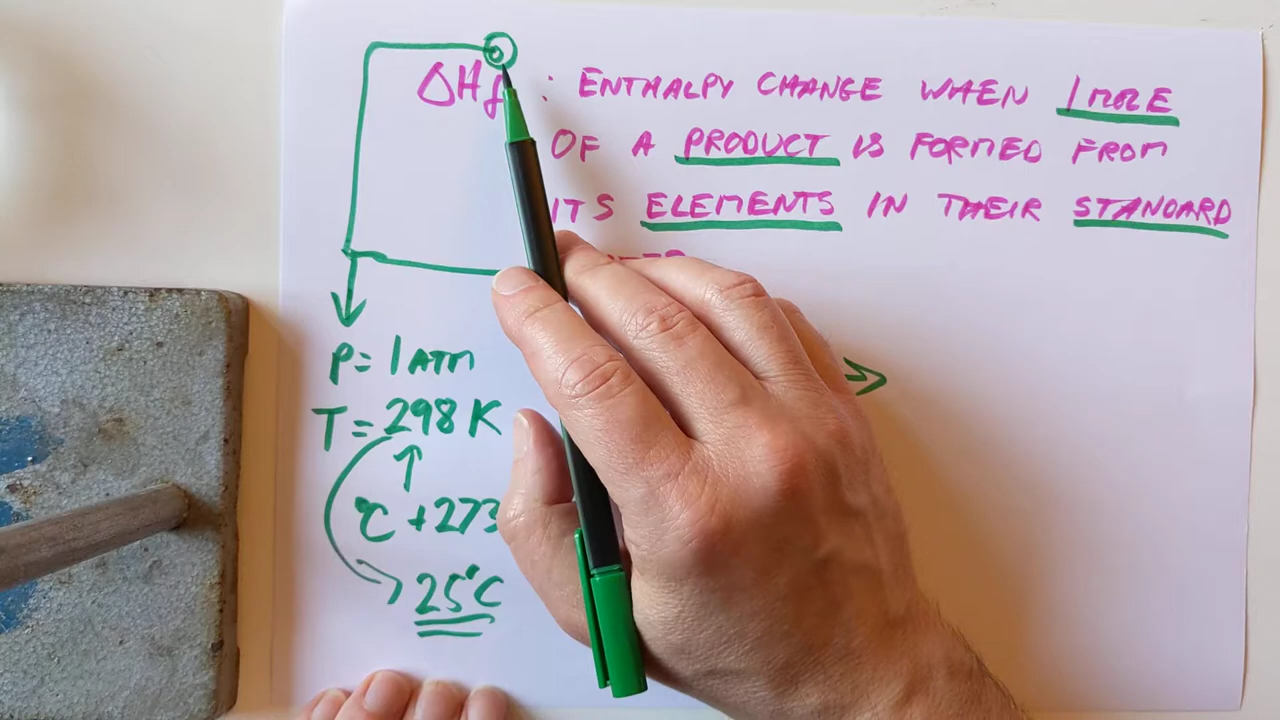 ΔHf : ENTHALPY CHANGE WHEN 1 MOLE
OF A PRODUCT IS FORMED FROM
ITS ELEMENTS IN THEIR STANDARD
P = 1 ATM
T = 298 K
°C + 273
25°C